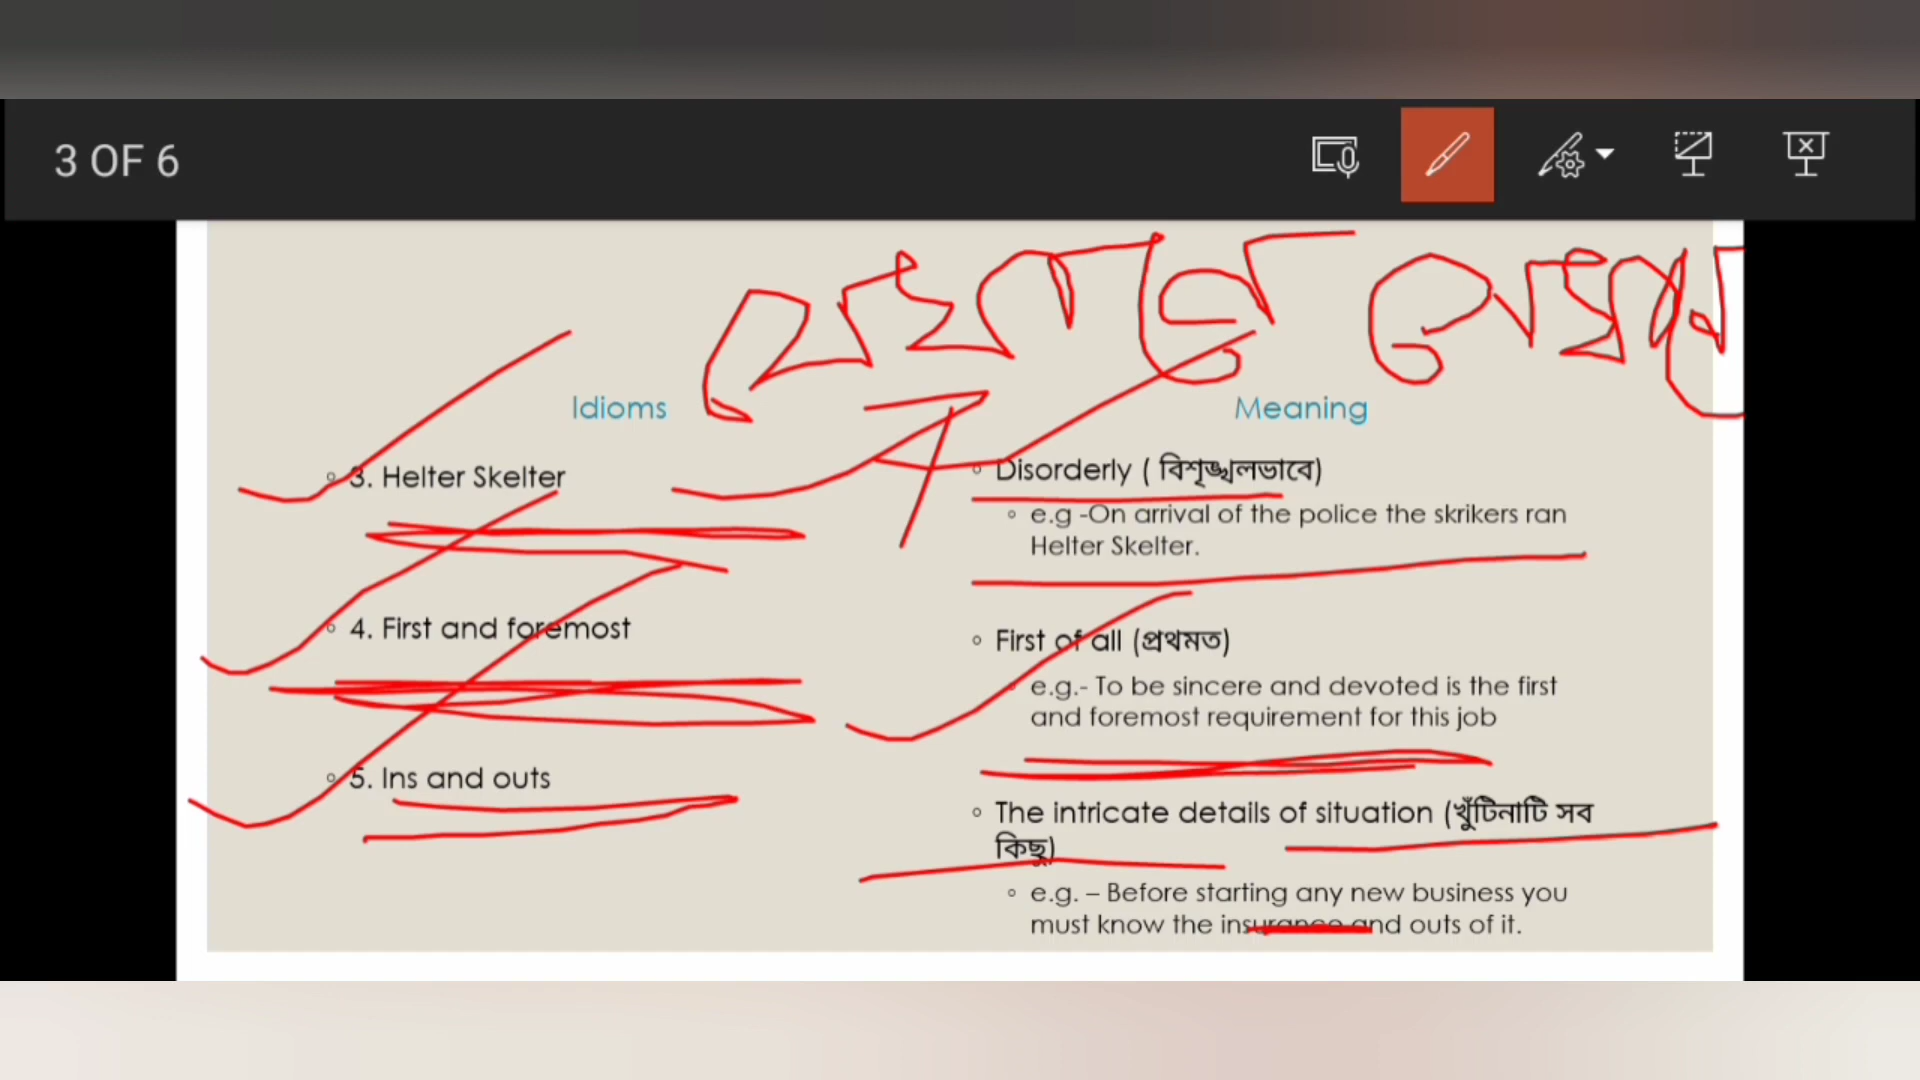 3 OF 6
Idioms
Meaning
3. Helter Skelter
Disorderly ( বিশৃঙ্খলভাবে)
e.g -On arrival of the police the skrikers ran
Helter Skelter.
4. First and foremost
First of all (প্রথমত)
e.g.- To be sincere and devoted is the first
and foremost requirement for this job
5. Ins and outs
The intricate details of situation (খুঁটিনাটি সব
কিছু)
e.g. – Before starting any new business you
must know the insurance and outs of it.